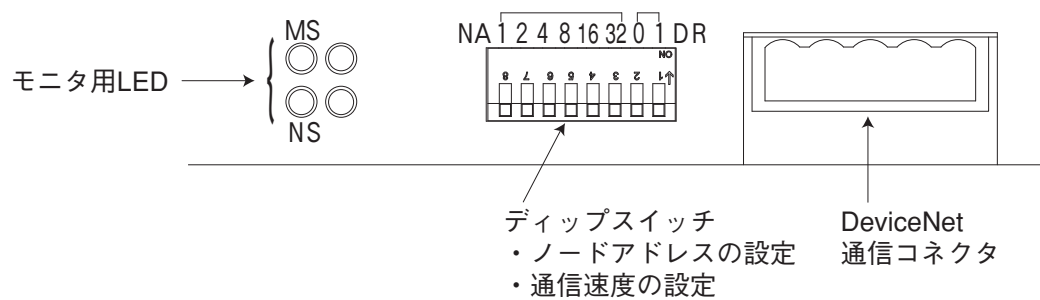 MS
NA 1 2 4 8 16 32 0 1 DR
ON
8 7 6 5 4 3 2 1
モニタ用LED
NS
ディップスイッチ
・ノードアドレスの設定
・通信速度の設定
DeviceNet
通信コネクタ